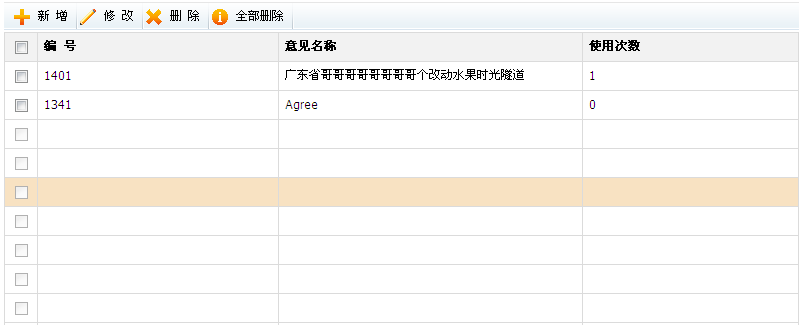 新 增 修 改 删 除 全部删除
编 号 意见名称 使用次数
1401 广东省哥哥哥哥哥哥哥哥个改动水果时光隧道 1
1341 Agree 0